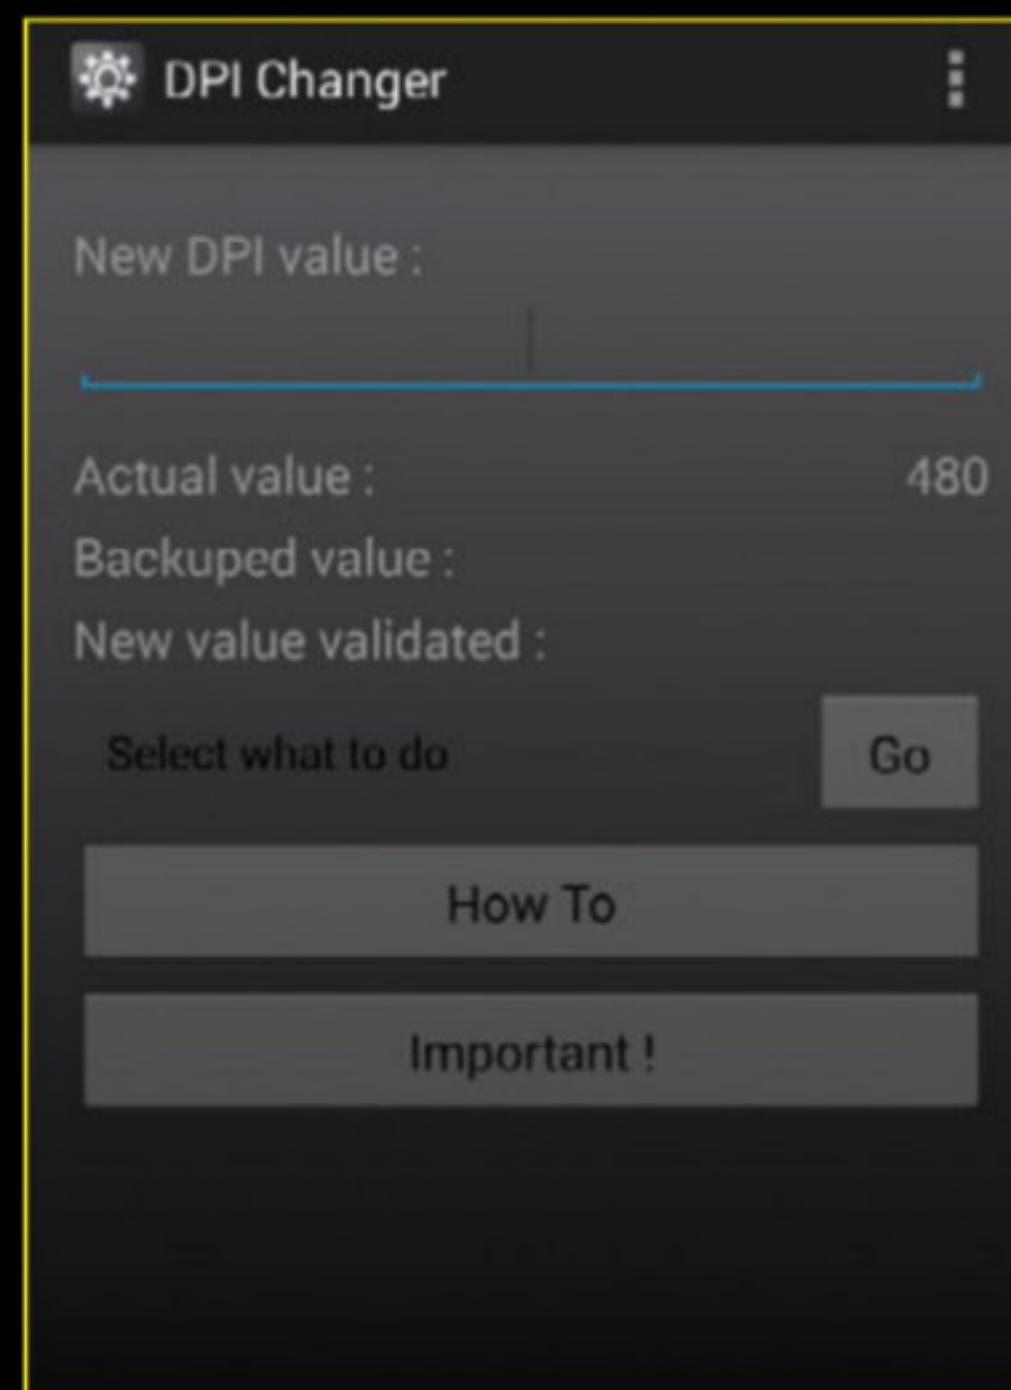 DPI Changer
New DPI value :
Actual value : 480
Backuped value :
New value validated :
Select what to do Go
How To
Important !